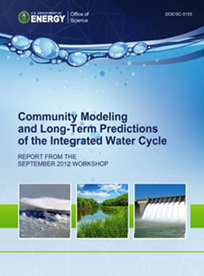 U.S. DEPARTMENT OF
ENERGY
Office of
Science
DOE/SC-0155
Community Modeling
and Long-Term Predictions
of the Integrated Water Cycle
REPORT FROM THE
SEPTEMBER 2012 WORKSHOP